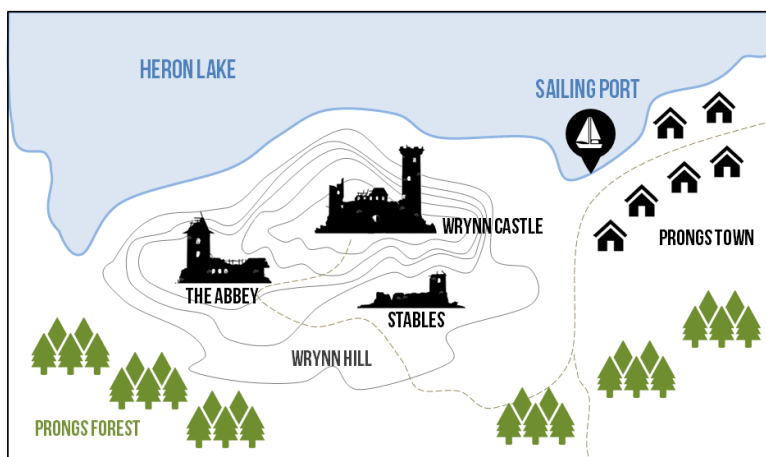 HERON LAKE
SAILING PORT
WRYNN CASTLE
PRONGS TOWN
THE ABBEY
STABLES
WRYNN HILL
PRONGS FOREST